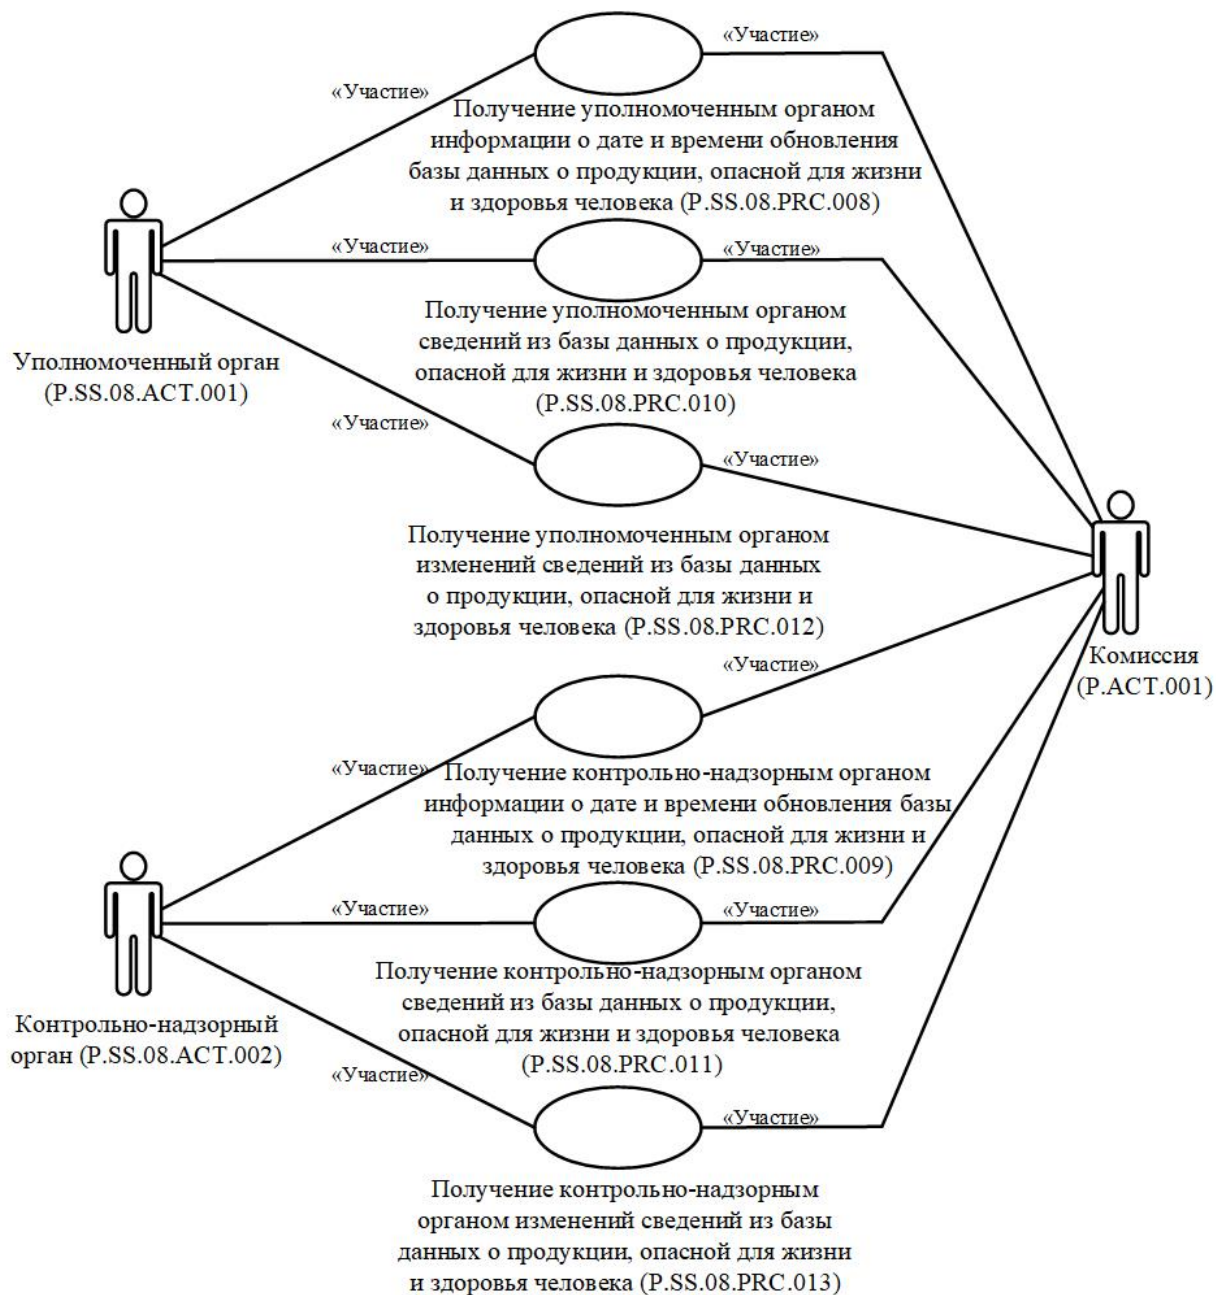 «Участие»
«Участие»
Получение уполномоченным органом
информации о дате и времени обновления
базы данных о продукции, опасной для жизни
и здоровья человека (P.SS.08.PRC.008)
«Участие»
«Участие»
Получение уполномоченным органом
сведений из базы данных о продукции,
опасной для жизни и здоровья человека
(P.SS.08.PRC.010)
Уполномоченный орган
(P.SS.08.ACT.001)
«Участие»
«Участие»
Получение уполномоченным органом
изменений сведений из базы данных
о продукции, опасной для жизни и
здоровья человека (P.SS.08.PRC.012)
Комиссия
(P.ACT.001)
«Участие»
«Участие»
Получение контрольно-надзорным органом
информации о дате и времени обновления базы
данных о продукции, опасной для жизни и
здоровья человека (P.SS.08.PRC.009)
«Участие»
«Участие»
Получение контрольно-надзорным органом
сведений из базы данных о продукции,
опасной для жизни и здоровья человека
(P.SS.08.PRC.011)
Контрольно-надзорный
орган (P.SS.08.ACT.002)
«Участие»
«Участие»
Получение контрольно-надзорным
органом изменений сведений из базы
данных о продукции, опасной для жизни
и здоровья человека (P.SS.08.PRC.013)